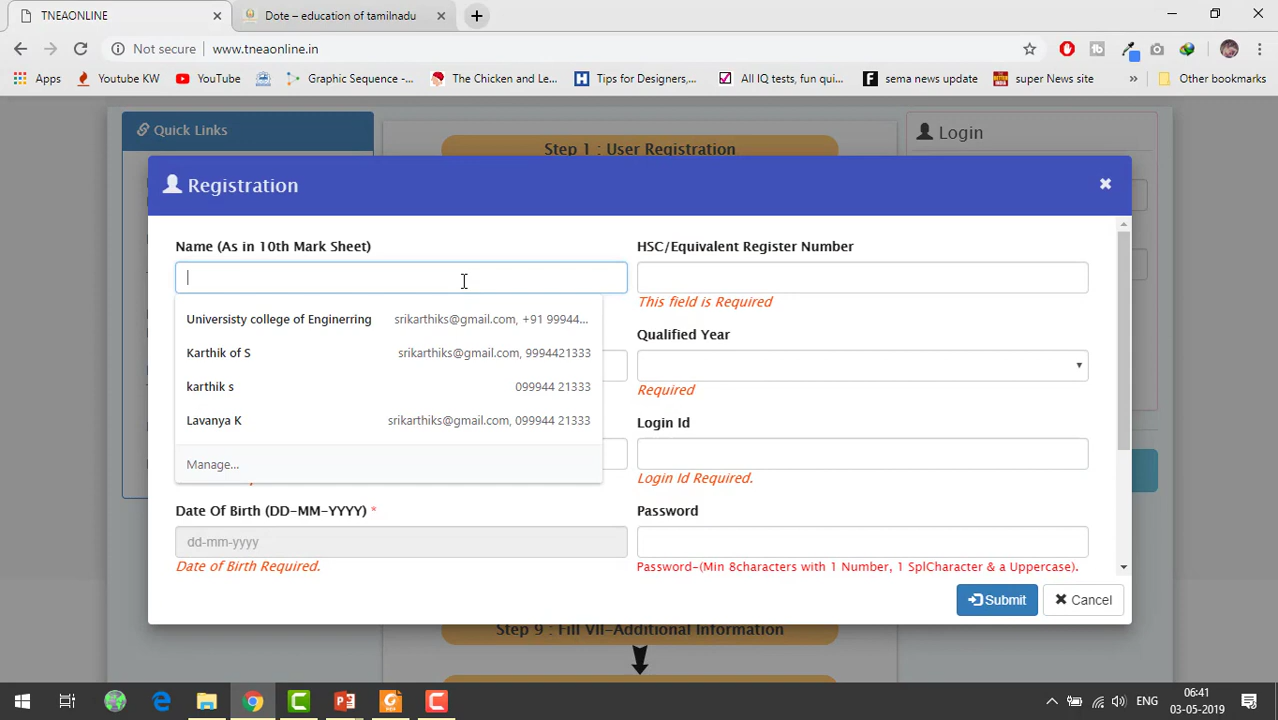 TNEAONLINE
Dote – education of tamilnadu
Not secure | www.tneaonline.in
Apps
Youtube KW
YouTube
Graphic Sequence -...
The Chicken and Le...
Tips for Designers,...
All IQ tests, fun qui...
sema news update
super News site
»
Other bookmarks
Quick Links
Step 1 : User Registration
Login
Registration
Name (As in 10th Mark Sheet)
HSC/Equivalent Register Number
This field is Required
Universisty college of Enginerring srikarthiks@gmail.com, +91 99944...
Karthik of S srikarthiks@gmail.com, 9994421333
karthik s 099944 21333
Lavanya K srikarthiks@gmail.com, 099944 21333
Manage...
Qualified Year
Required
Login Id
Login Id Required.
Date Of Birth (DD-MM-YYYY) *
dd-mm-yyyy
Date of Birth Required.
Password
Password-(Min 8characters with 1 Number, 1 SplCharacter & a Uppercase).
Submit
Cancel
Step 9 : Fill VII-Additional Information
ENG
06:41
03-05-2019